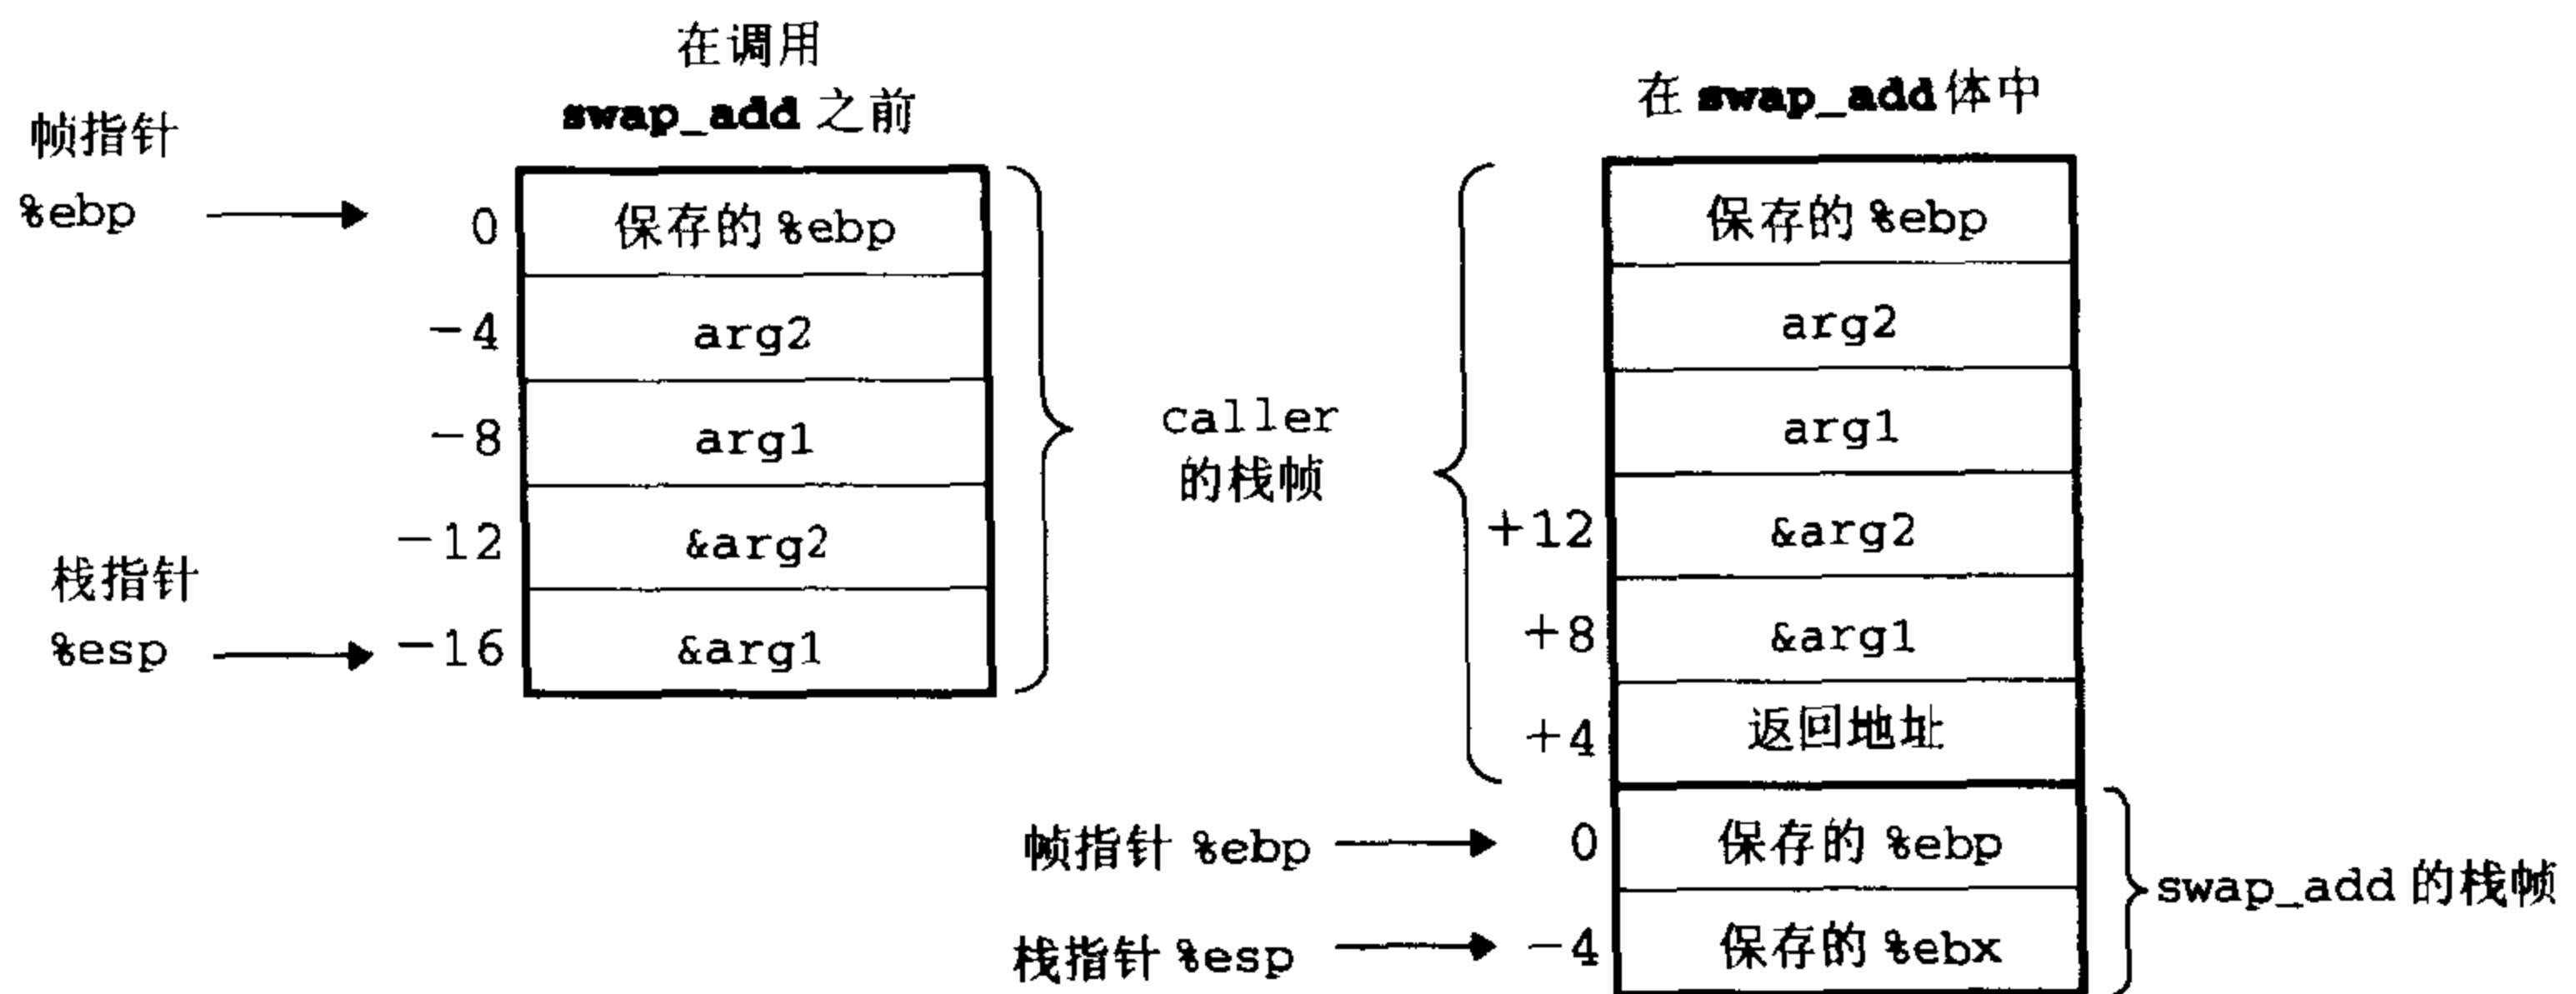 在调用
swap_add 之前
帧指针
%ebp
0
保存的 %ebp
-4
arg2
-8
arg1
-12
&arg2
栈指针
%esp
-16
&arg1
caller
的栈帧
在 swap_add 体中
保存的 %ebp
arg2
arg1
+12
&arg2
+8
&arg1
+4
返回地址
帧指针 %ebp
0
保存的 %ebp
栈指针 %esp
-4
保存的 %ebx
swap_add 的栈帧